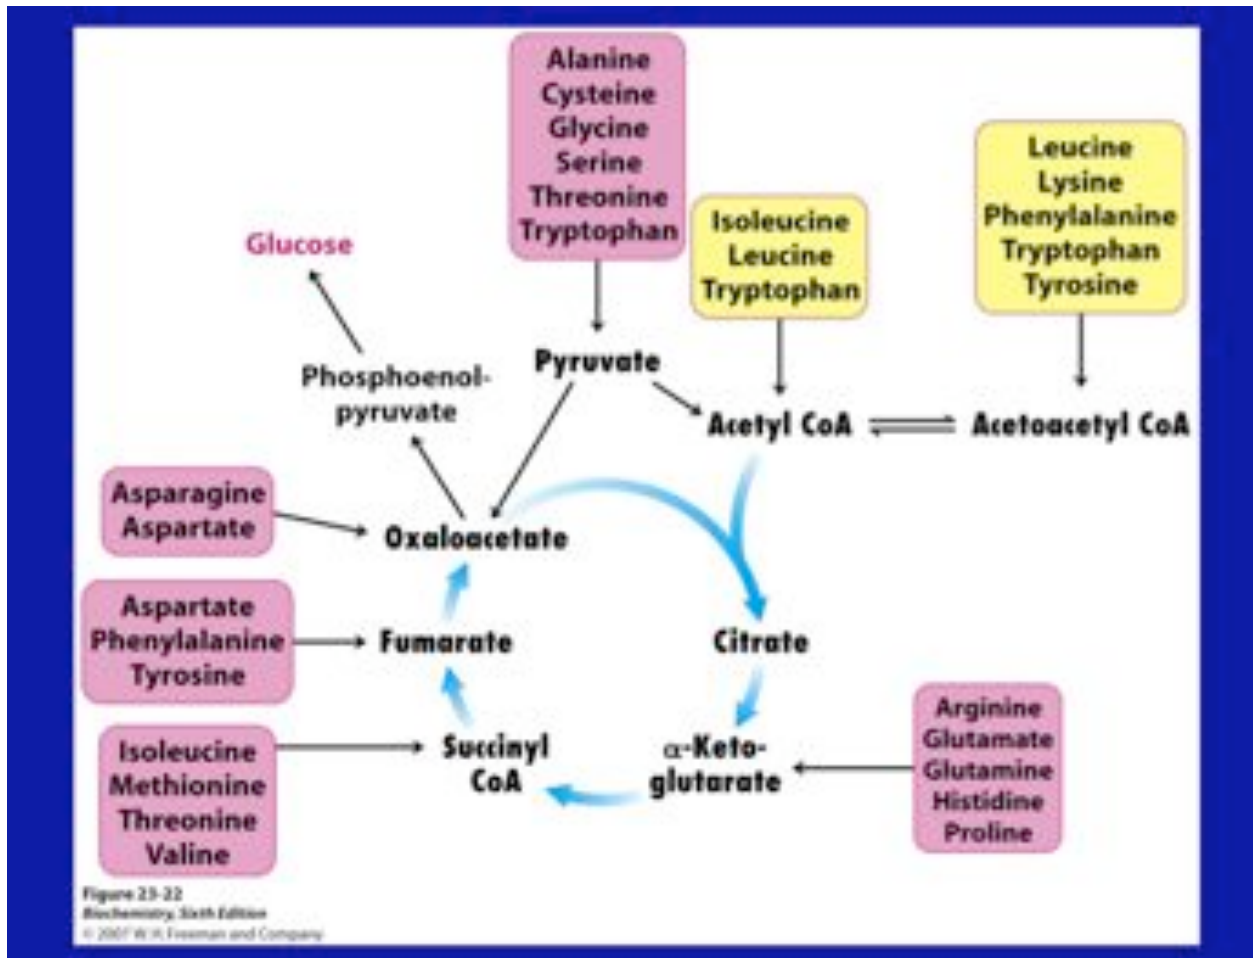 Alanine
Cysteine
Glycine
Serine
Threonine
Tryptophan
Leucine
Lysine
Phenylalanine
Tryptophan
Tyrosine
Isoleucine
Leucine
Tryptophan
Glucose
Pyruvate
Phosphoenol-
pyruvate
Acetyl CoA
Acetoacetyl CoA
Asparagine
Aspartate
Oxaloacetate
Aspartate
Phenylalanine
Tyrosine
Fumarate
Citrate
Isoleucine
Methionine
Threonine
Valine
Succinyl
CoA
α-Keto-
glutarate
Arginine
Glutamate
Glutamine
Histidine
Proline
Figure 23-22
Biochemistry, Sixth Edition
© 2007 W. H. Freeman and Company